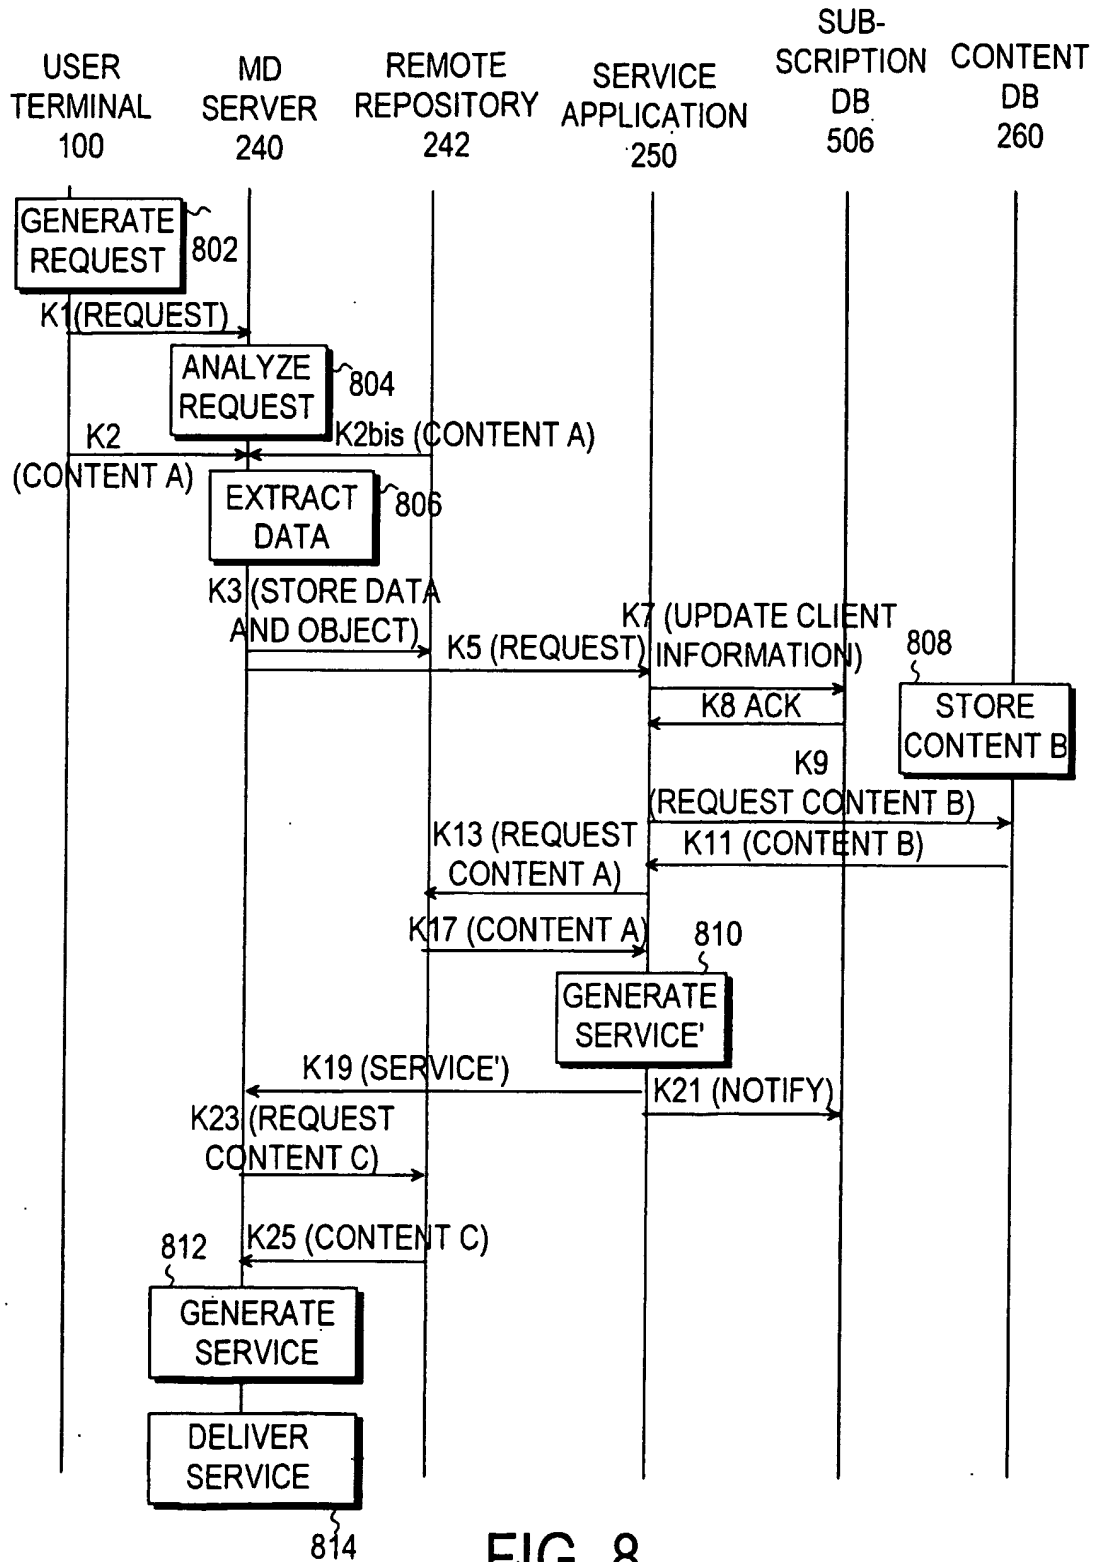 USER
TERMINAL
100
MD
SERVER
240
REMOTE
REPOSITORY
242
SERVICE
APPLICATION
250
SUB-
SCRIPTION
DB
506
CONTENT
DB
260
GENERATE
REQUEST
802
K1(REQUEST)
ANALYZE
REQUEST
804
K2
(CONTENT A)
K2bis (CONTENT A)
EXTRACT
DATA
806
K3 (STORE DATA
AND OBJECT)
K5 (REQUEST)
K7 (UPDATE CLIENT
INFORMATION)
K8 ACK
808
STORE
CONTENT B
K9
(REQUEST CONTENT B)
K11 (CONTENT B)
K13 (REQUEST
CONTENT A)
K17 (CONTENT A)
810
GENERATE
SERVICE'
K19 (SERVICE')
K21 (NOTIFY)
K23 (REQUEST
CONTENT C)
K25 (CONTENT C)
812
GENERATE
SERVICE
DELIVER
SERVICE
814
FIG. 8